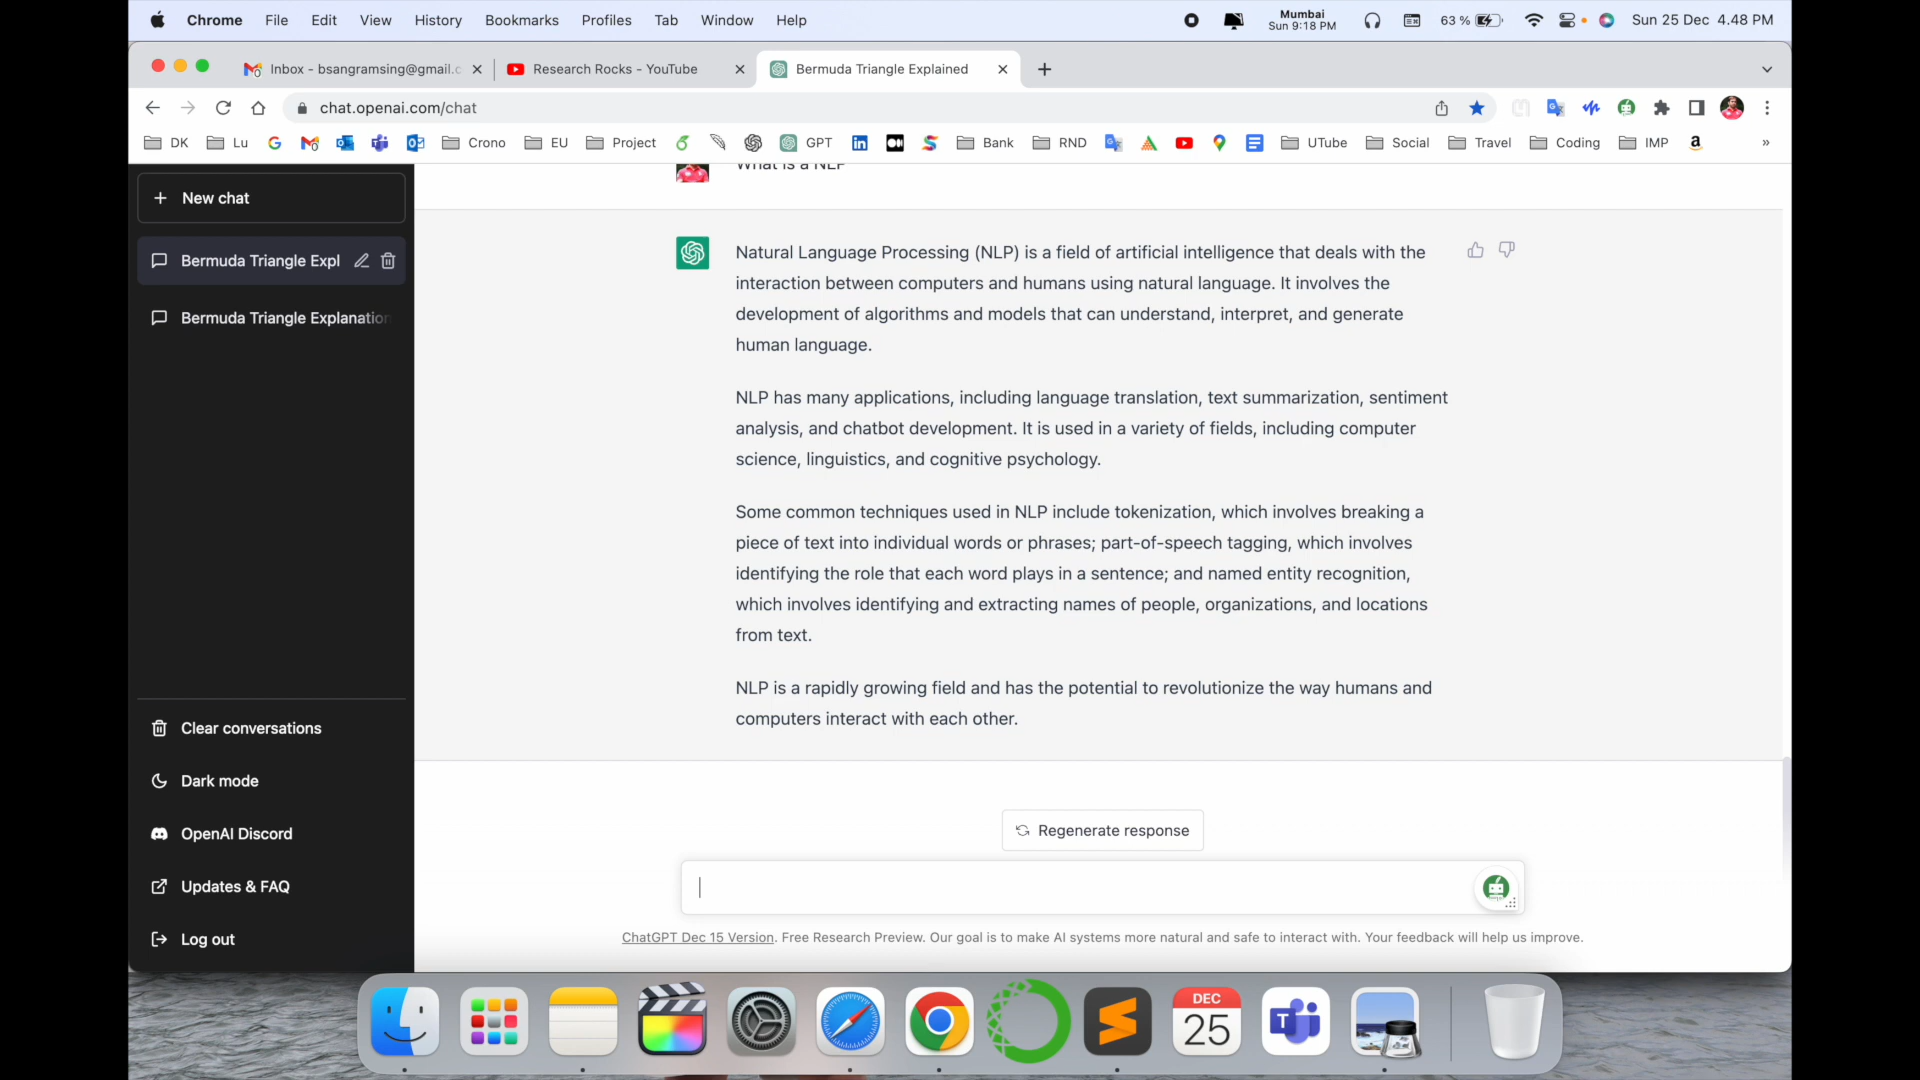 Chrome File Edit View History Bookmarks Profiles Tab Window Help
Mumbai
Sun 9:18 PM
63 %
Sun 25 Dec 4.48 PM
Inbox - bsangramsing@gmail.c
Research Rocks - YouTube
Bermuda Triangle Explained
chat.openai.com/chat
DK Lu Crono EU Project GPT Bank RND UTube Social Travel Coding IMP »
New chat
Bermuda Triangle Expl
Bermuda Triangle Explanation
What is a NLP
Natural Language Processing (NLP) is a field of artificial intelligence that deals with the
interaction between computers and humans using natural language. It involves the
development of algorithms and models that can understand, interpret, and generate
human language.
NLP has many applications, including language translation, text summarization, sentiment
analysis, and chatbot development. It is used in a variety of fields, including computer
science, linguistics, and cognitive psychology.
Some common techniques used in NLP include tokenization, which involves breaking a
piece of text into individual words or phrases; part-of-speech tagging, which involves
identifying the role that each word plays in a sentence; and named entity recognition,
which involves identifying and extracting names of people, organizations, and locations
from text.
NLP is a rapidly growing field and has the potential to revolutionize the way humans and
computers interact with each other.
Clear conversations
Dark mode
OpenAI Discord
Updates & FAQ
Log out
Regenerate response
ChatGPT Dec 15 Version. Free Research Preview. Our goal is to make AI systems more natural and safe to interact with. Your feedback will help us improve.
DEC
25